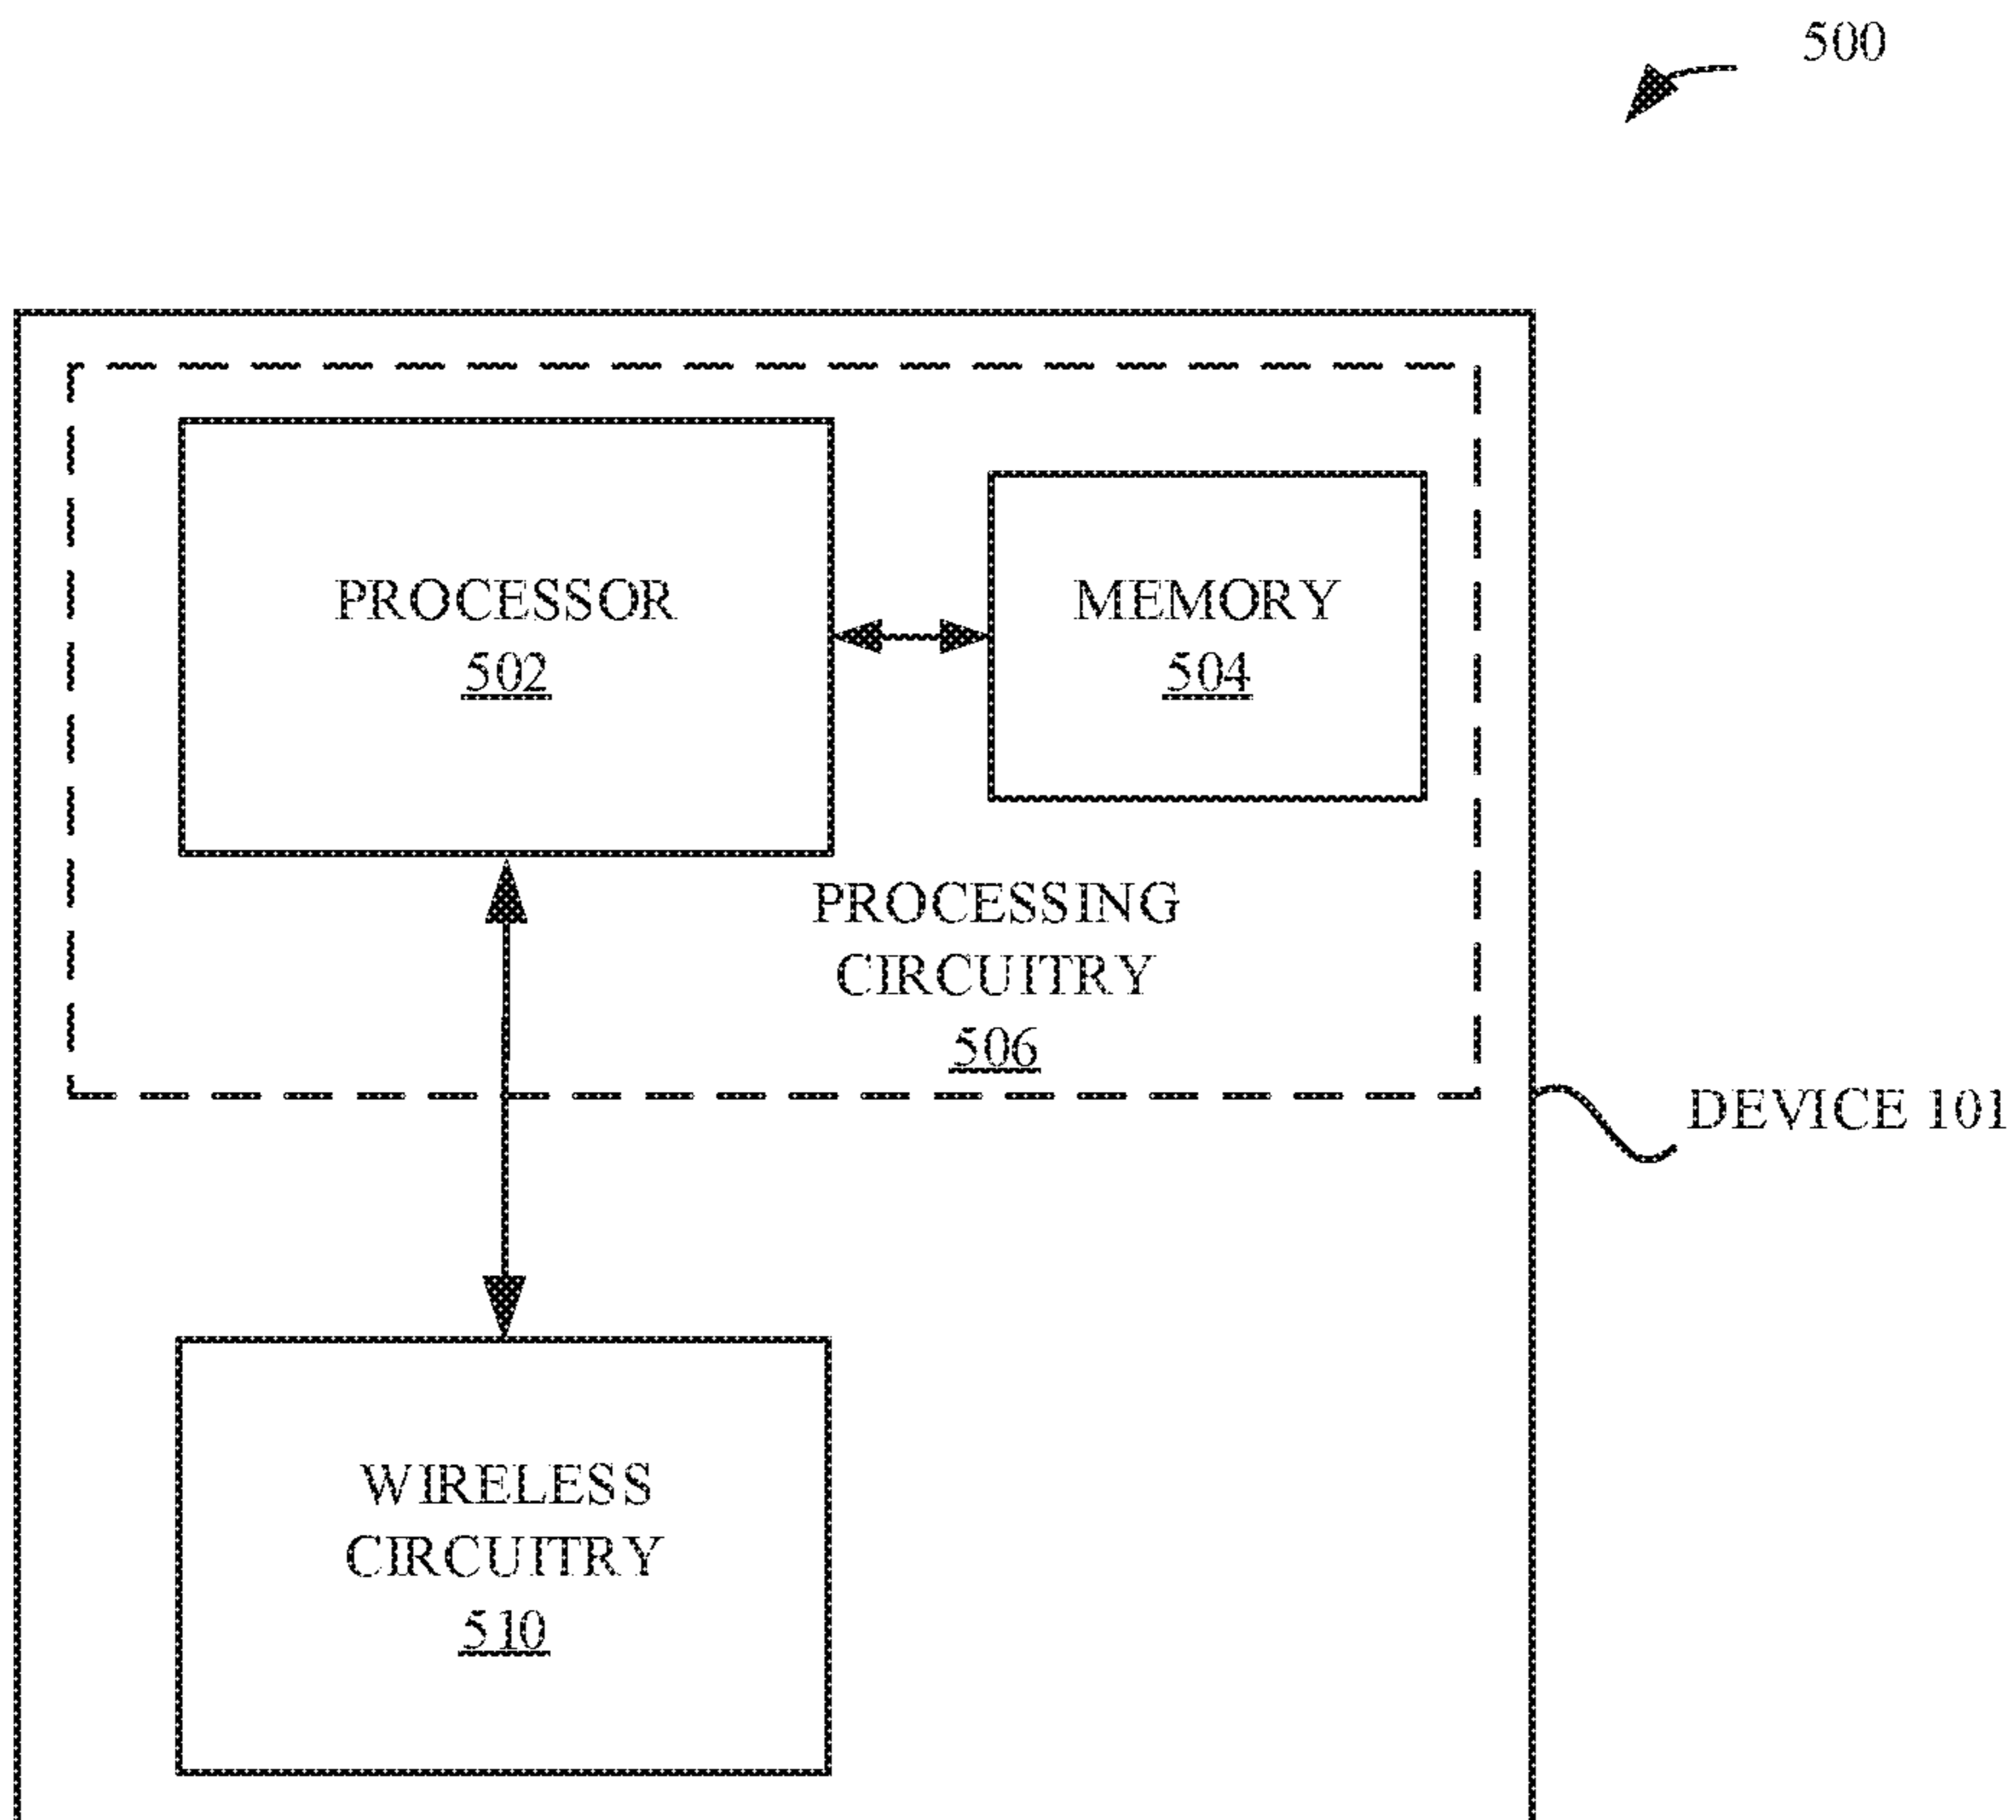 500
PROCESSOR
502
MEMORY
504
PROCESSING
CIRCUITRY
506
DEVICE 101
WIRELESS
CIRCUITRY
510